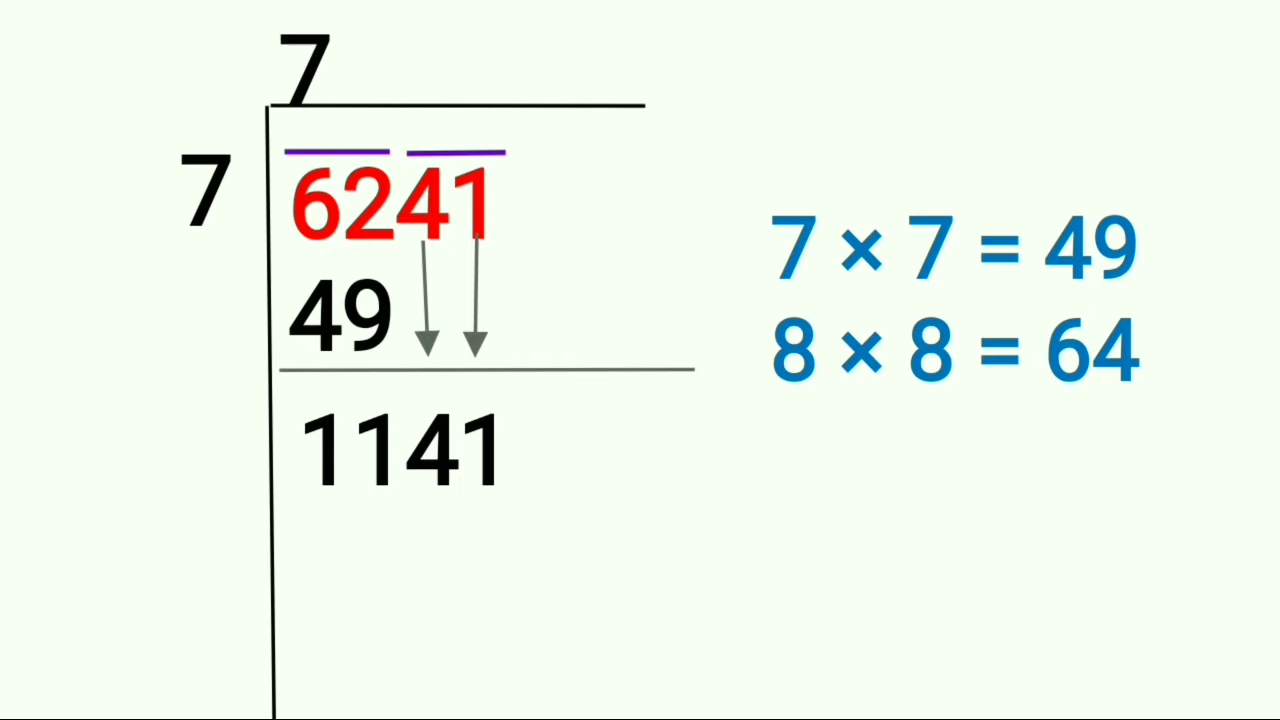 7
7 6241
49
1141
7 × 7 = 49
8 × 8 = 64